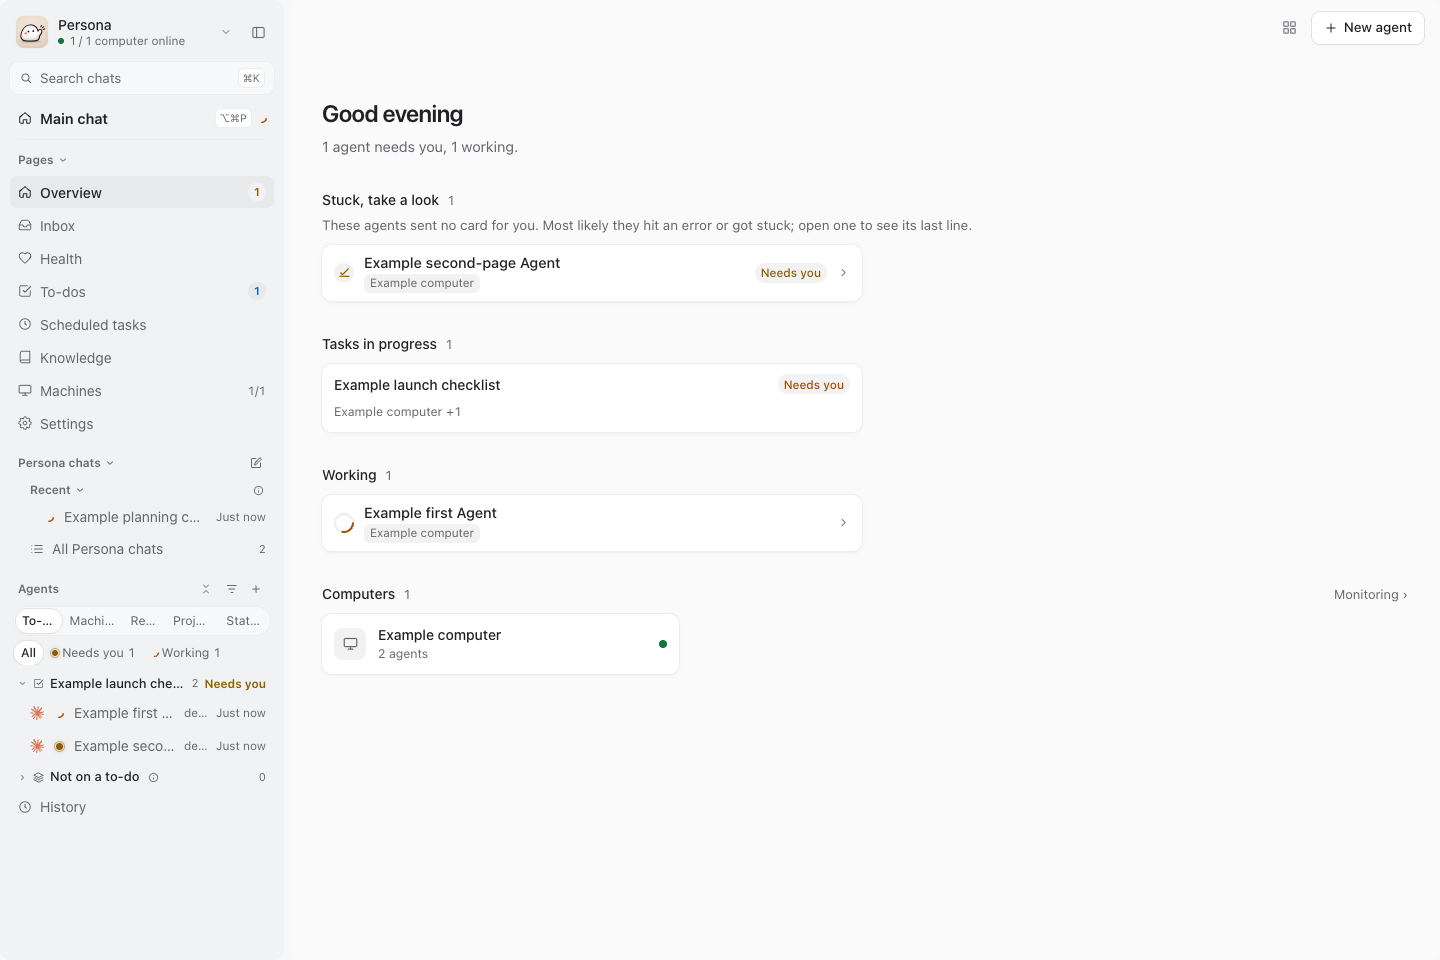 Persona
1 / 1 computer online
Search chats ⌘K
Main chat ⌥⌘P
Pages
Overview 1
Inbox
Health
To-dos 1
Scheduled tasks
Knowledge
Machines 1/1
Settings
Persona chats
Recent
Example planning c... Just now
All Persona chats 2
Agents
To-... Machi... Re... Proj... Stat...
All Needs you 1 Working 1
Example launch che... 2 Needs you
Example first ... de... Just now
Example seco... de... Just now
Not on a to-do 0
History
New agent
Good evening
1 agent needs you, 1 working.
Stuck, take a look 1
These agents sent no card for you. Most likely they hit an error or got stuck; open one to see its last line.
Example second-page Agent
Example computer
Needs you
Tasks in progress 1
Example launch checklist Needs you
Example computer +1
Working 1
Example first Agent
Example computer
Computers 1 Monitoring ›
Example computer
2 agents